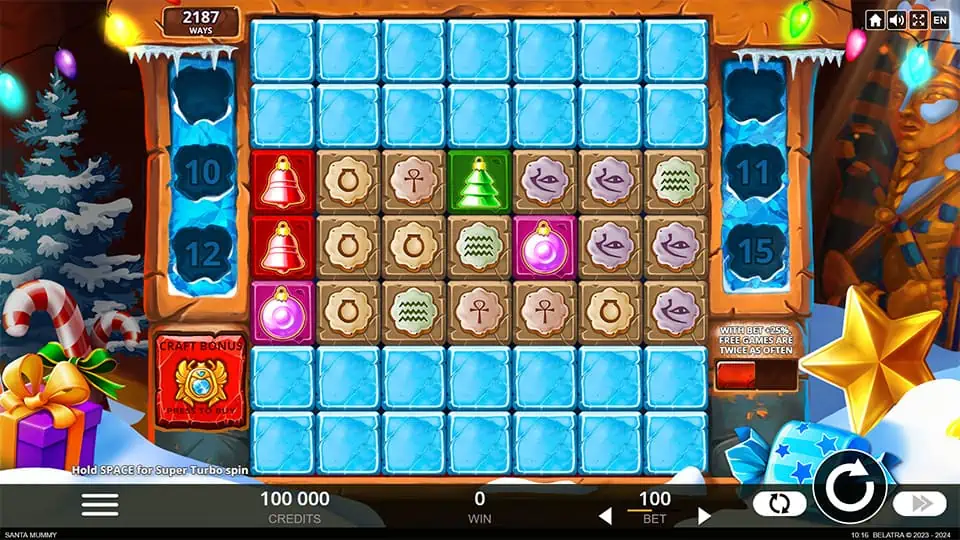 2187
WAYS
EN
10
11
12
15
CRAFT BONUS
PRESS TO BUY
WITH BET +25%,
FREE GAMES ARE
TWICE AS OFTEN
Hold SPACE for Super Turbo spin
100 000
CREDITS
0
WIN
100
BET
SANTA MUMMY
10:16 BELATRA © 2023 - 2024